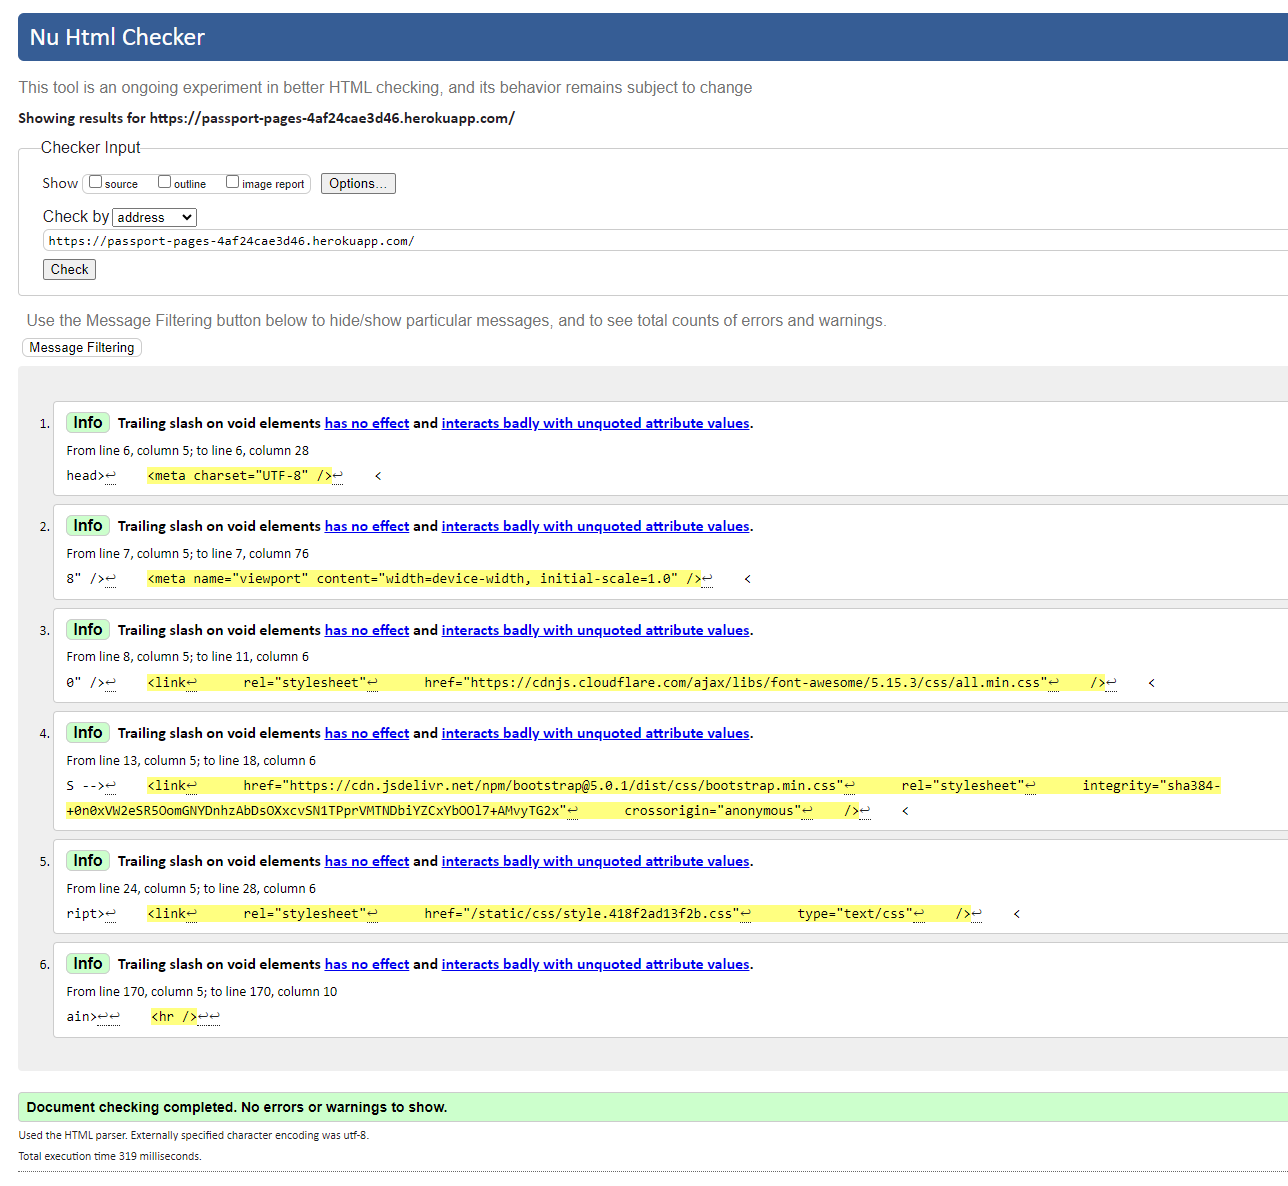 Nu Html Checker
This tool is an ongoing experiment in better HTML checking, and its behavior remains subject to change
Showing results for https://passport-pages-4af24cae3d46.herokuapp.com/
Checker Input
Show source outline image report Options...
Check by address
https://passport-pages-4af24cae3d46.herokuapp.com/
Check
Use the Message Filtering button below to hide/show particular messages, and to see total counts of errors and warnings.
Message Filtering
1. Info Trailing slash on void elements has no effect and interacts badly with unquoted attribute values.
From line 6, column 5; to line 6, column 28
head>↩ <meta charset="UTF-8" />↩ <
2. Info Trailing slash on void elements has no effect and interacts badly with unquoted attribute values.
From line 7, column 5; to line 7, column 76
8" />↩ <meta name="viewport" content="width=device-width, initial-scale=1.0" />↩ <
3. Info Trailing slash on void elements has no effect and interacts badly with unquoted attribute values.
From line 8, column 5; to line 11, column 6
0" />↩ <link↩ rel="stylesheet"↩ href="https://cdnjs.cloudflare.com/ajax/libs/font-awesome/5.15.3/css/all.min.css"↩ />↩ <
4. Info Trailing slash on void elements has no effect and interacts badly with unquoted attribute values.
From line 13, column 5; to line 18, column 6
S -->↩ <link↩ href="https://cdn.jsdelivr.net/npm/bootstrap@5.0.1/dist/css/bootstrap.min.css"↩ rel="stylesheet"↩ integrity="sha384-
+0n0xVW2eSR5OomGNYDnhzAbDsOXxcvSN1TPprVMTNDbiYZCxYbOOl7+AMvyTG2x"↩ crossorigin="anonymous"↩ />↩ <
5. Info Trailing slash on void elements has no effect and interacts badly with unquoted attribute values.
From line 24, column 5; to line 28, column 6
ript>↩ <link↩ rel="stylesheet"↩ href="/static/css/style.418f2ad13f2b.css"↩ type="text/css"↩ />↩ <
6. Info Trailing slash on void elements has no effect and interacts badly with unquoted attribute values.
From line 170, column 5; to line 170, column 10
ain>↩↩ <hr />↩↩
Document checking completed. No errors or warnings to show.
Used the HTML parser. Externally specified character encoding was utf-8.
Total execution time 319 milliseconds.